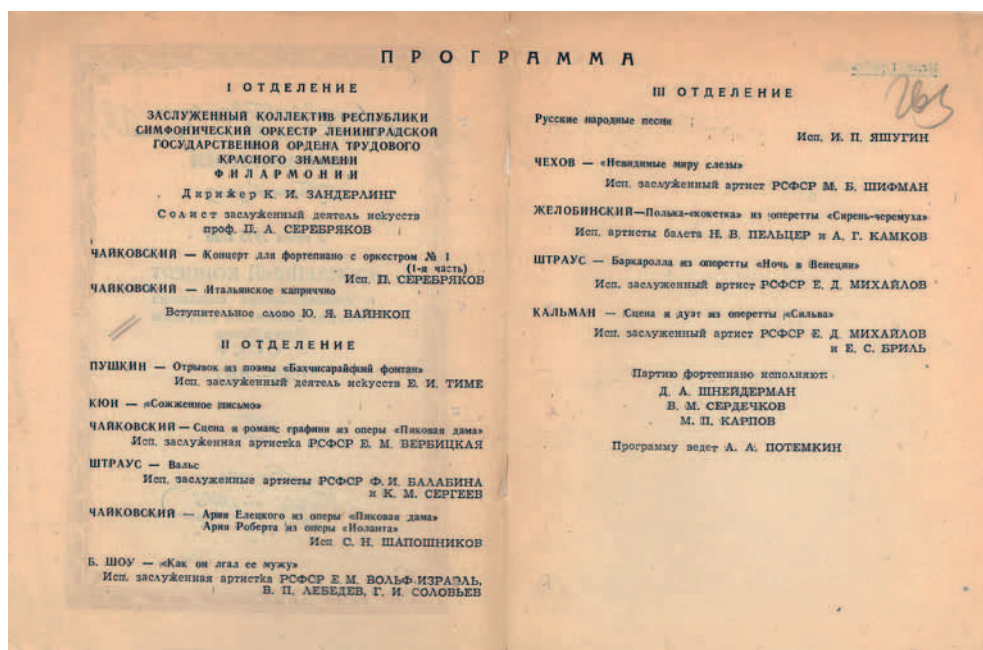 ПРОГРАММА
I ОТДЕЛЕНИЕ
ЗАСЛУЖЕННЫЙ КОЛЛЕКТИВ РЕСПУБЛИКИ
СИМФОНИЧЕСКИЙ ОРКЕСТР ЛЕНИНГРАДСКОЙ
ГОСУДАРСТВЕННОЙ ОРДЕНА ТРУДОВОГО
КРАСНОГО ЗНАМЕНИ
ФИЛАРМОНИИ
Дирижер К. И. ЗАНДЕРЛИНГ
Солист заслуженный деятель искусств
проф. П. А. СЕРЕБРЯКОВ
ЧАЙКОВСКИЙ — Концерт для фортепиано с оркестром № 1
(1-я часть)
Исп. П. СЕРЕБРЯКОВ
ЧАЙКОВСКИЙ — Итальянское каприччио
Вступительное слово Ю. Я. ВАЙНКОП
II ОТДЕЛЕНИЕ
ПУШКИН — Отрывок из поэмы «Бахчисарайский фонтан»
Исп. заслуженный деятель искусств Е. И. ТИМЕ
КЮИ — «Сожженное письмо»
ЧАЙКОВСКИЙ — Сцена и романс графини из оперы «Пиковая дама»
Исп. заслуженная артистка РСФСР Е. М. ВЕРБИЦКАЯ
ШТРАУС — Вальс
Исп. заслуженные артисты РСФСР Ф. И. БАЛАБИНА
и К. М. СЕРГЕЕВ
ЧАЙКОВСКИЙ — Ария Елецкого из оперы «Пиковая дама»
Ария Роберта из оперы «Иоланта»
Исп. С. Н. ШАПОШНИКОВ
Б. ШОУ — «Как он лгал ее мужу»
Исп. заслуженная артистка РСФСР Е. М. ВОЛЬФ-ИЗРАЭЛЬ,
В. П. ЛЕБЕДЕВ, Г. И. СОЛОВЬЕВ
III ОТДЕЛЕНИЕ
Русские народные песни
Исп. И. П. ЯШУГИН
ЧЕХОВ — «Невидимые миру слезы»
Исп. заслуженный артист РСФСР М. Б. ШИФМАН
ЖЕЛОБИНСКИЙ—Полька-«кокетка» из оперетты «Сирень-черемуха»
Исп. артисты балета Н. В. ПЕЛЬЦЕР и А. Г. КАМКОВ
ШТРАУС — Баркаролла из оперетты «Ночь в Венеции»
Исп. заслуженный артист РСФСР Е. Д. МИХАЙЛОВ
КАЛЬМАН — Сцена и дуэт из оперетты «Сильва»
Исп. заслуженный артист РСФСР Е. Д. МИХАЙЛОВ
и Е. С. БРИЛЬ
Партию фортепиано исполняют:
Д. А. ШНЕЙДЕРМАН
В. М. СЕРДЕЧКОВ
М. П. КАРПОВ
Программу ведет А. А. ПОТЕМКИН